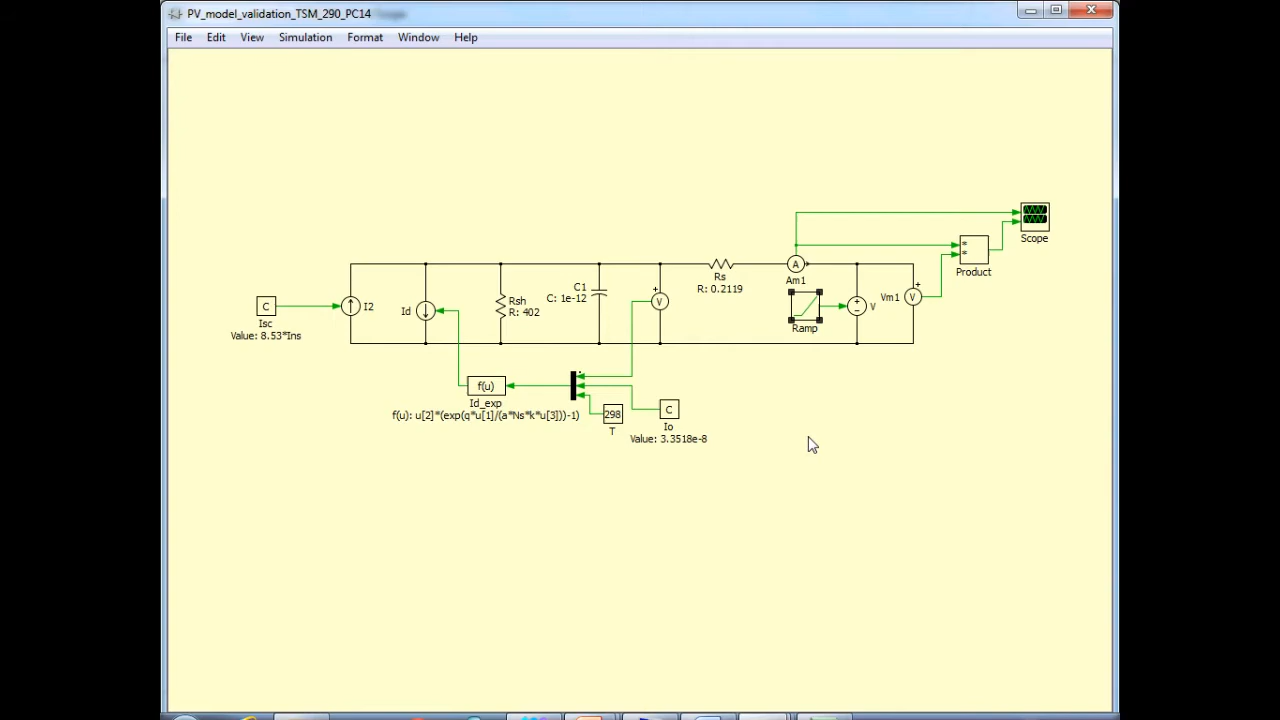 PV_model_validation_TSM_290_PC14
File Edit View Simulation Format Window Help
Scope
Product
A
Am1
Rs
R: 0.2119
C1
C: 1e-12
Rsh
R: 402
C
Isc
Value: 8.53*Ins
I2
Id
V
Ramp
V
Vm1
V
f(u)
Id_exp
f(u): u[2]*(exp(q*u[1]/(a*Ns*k*u[3]))-1)
298
T
C
Io
Value: 3.3518e-8